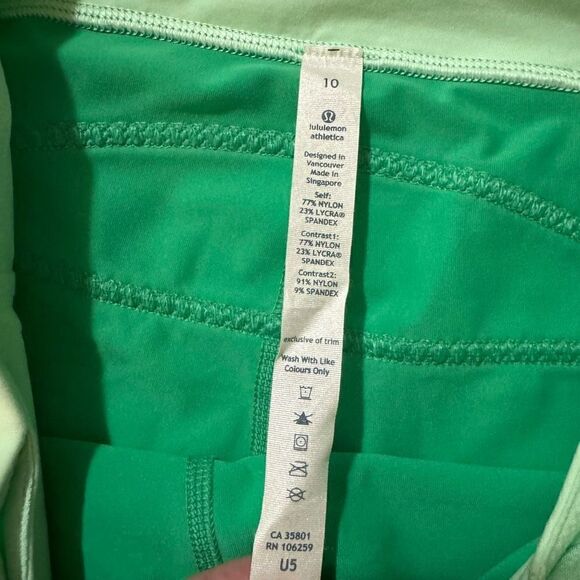 10
lululemon
athletica
Designed in
Vancouver
Made in
Singapore
Self:
77% NYLON
23% LYCRA®
SPANDEX
Contrast1:
77% NYLON
23% LYCRA®
SPANDEX
Contrast2:
91% NYLON
9% SPANDEX
exclusive of trim
Wash With Like
Colours Only
CA 35801
RN 106259
U5